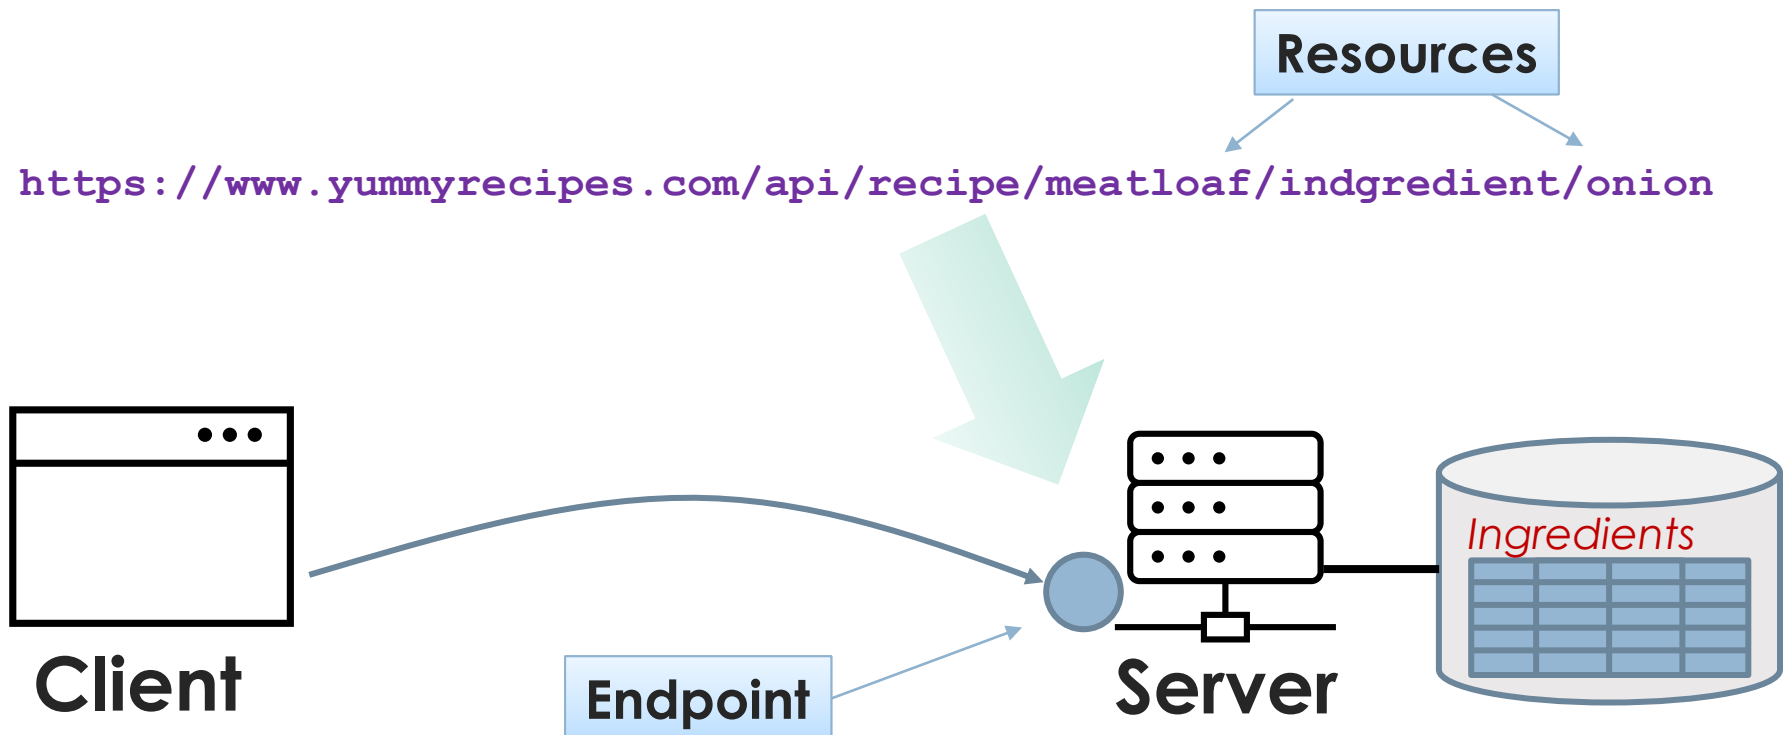 Resources
https://www.yummyrecipes.com/api/recipe/meatloaf/indgredient/onion
Ingredients
Client
Endpoint
Server